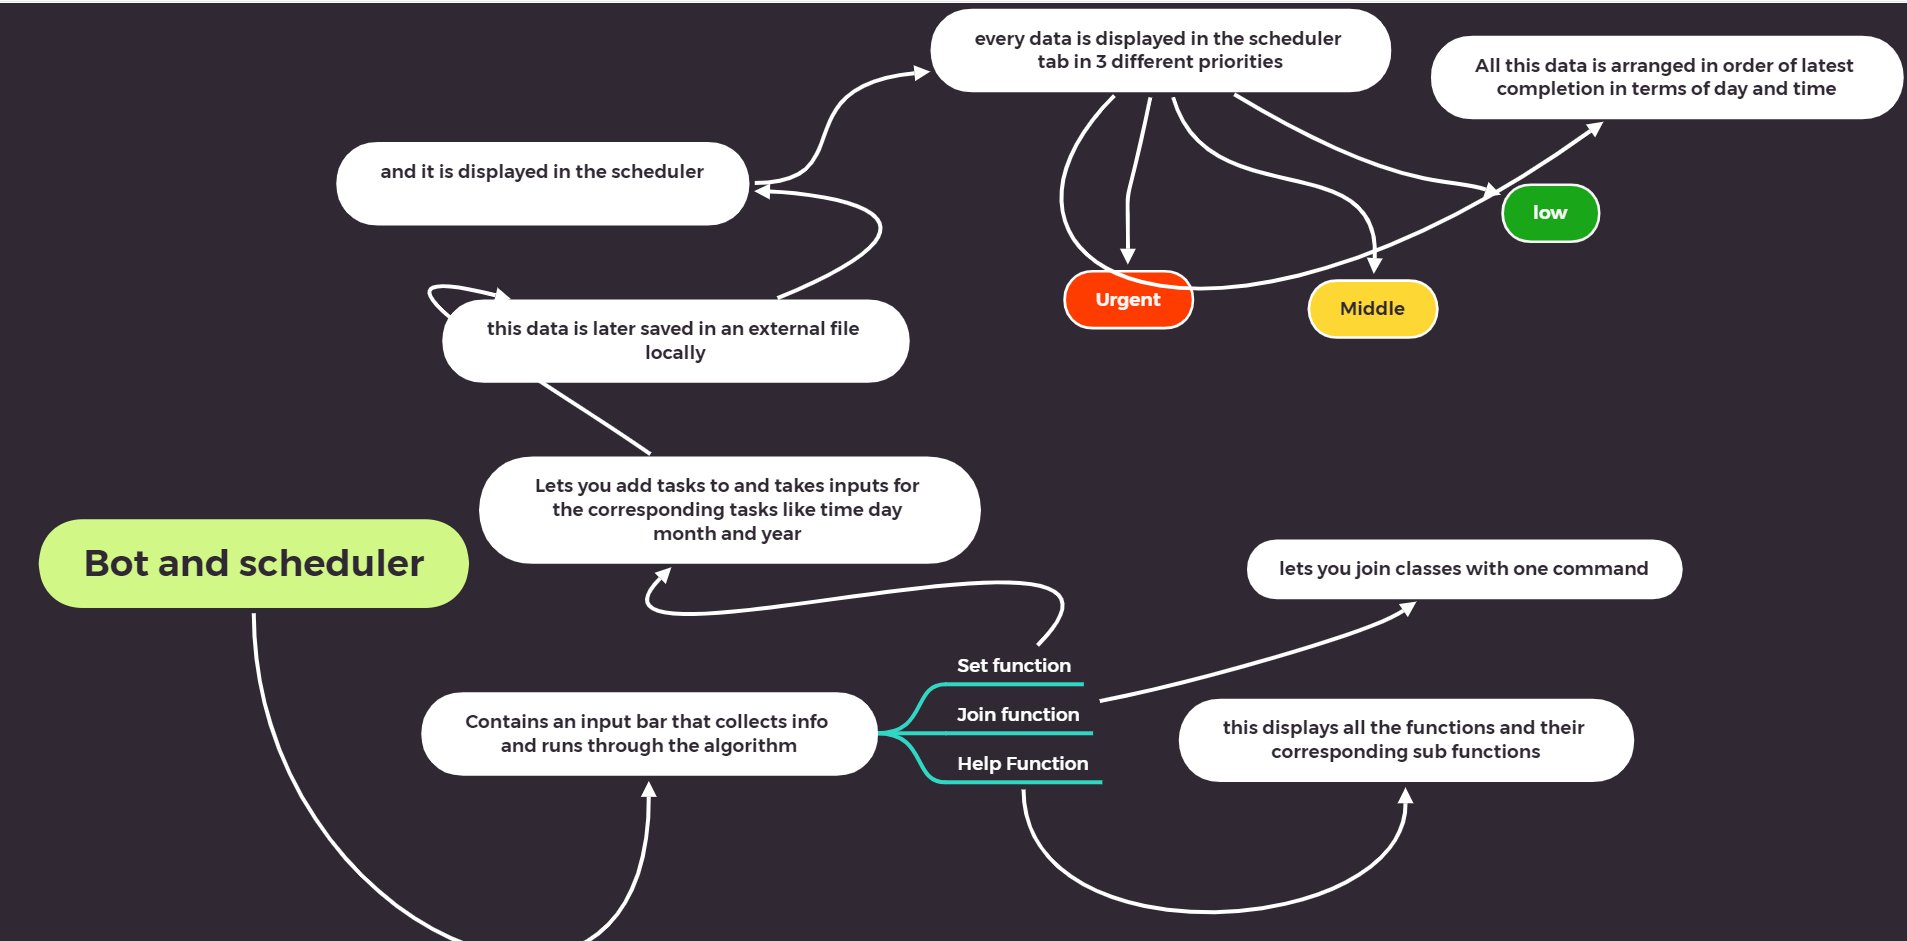 every data is displayed in the scheduler
tab in 3 different priorities
All this data is arranged in order of latest
completion in terms of day and time
and it is displayed in the scheduler
low
Urgent
Middle
this data is later saved in an external file
locally
Lets you add tasks to and takes inputs for
the corresponding tasks like time day
month and year
Bot and scheduler
lets you join classes with one command
Set function
Join function
Help Function
Contains an input bar that collects info
and runs through the algorithm
this displays all the functions and their
corresponding sub functions